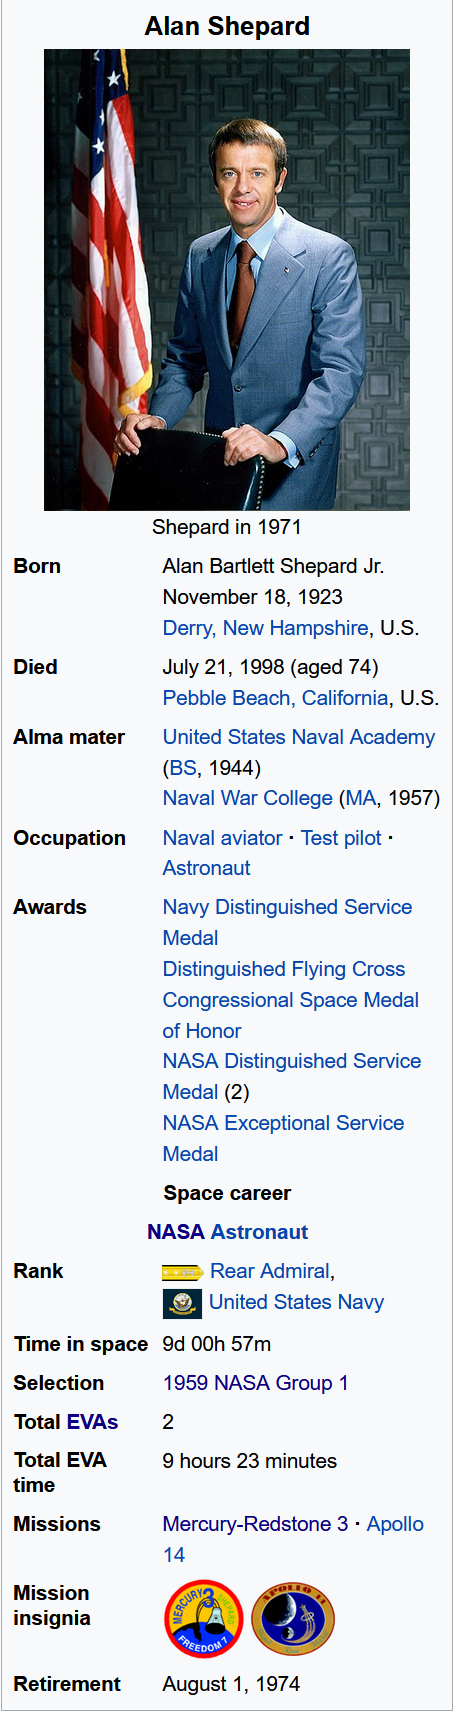 Alan Shepard
Shepard in 1971
Born Alan Bartlett Shepard Jr.
November 18, 1923
Derry, New Hampshire, U.S.
Died July 21, 1998 (aged 74)
Pebble Beach, California, U.S.
Alma mater United States Naval Academy
(BS, 1944)
Naval War College (MA, 1957)
Occupation Naval aviator · Test pilot ·
Astronaut
Awards Navy Distinguished Service
Medal
Distinguished Flying Cross
Congressional Space Medal
of Honor
NASA Distinguished Service
Medal (2)
NASA Exceptional Service
Medal
Space career
NASA Astronaut
Rank Rear Admiral,
United States Navy
Time in space 9d 00h 57m
Selection 1959 NASA Group 1
Total EVAs 2
Total EVA
time 9 hours 23 minutes
Missions Mercury-Redstone 3 · Apollo
14
Mission
insignia
MERCURY 3 SHEPARD
FREEDOM 7
APOLLO 14
Retirement August 1, 1974